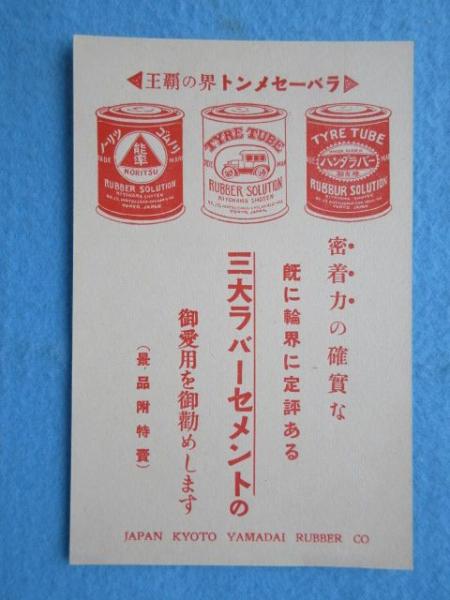 ラバーセメント界の覇王
ノーリツ ゴムノリ
能率
NORITSU
RUBBER SOLUTION
TYRE TUBE
RUBBER SOLUTION
TYRE TUBE
ハンダラバー
RUBBUR SOLUTION
密着力の確實な
既に輪界に定評ある
三大ラバーセメントの
御愛用を御勸めします
(景品附特賣)
JAPAN KYOTO YAMADAI RUBBER CO